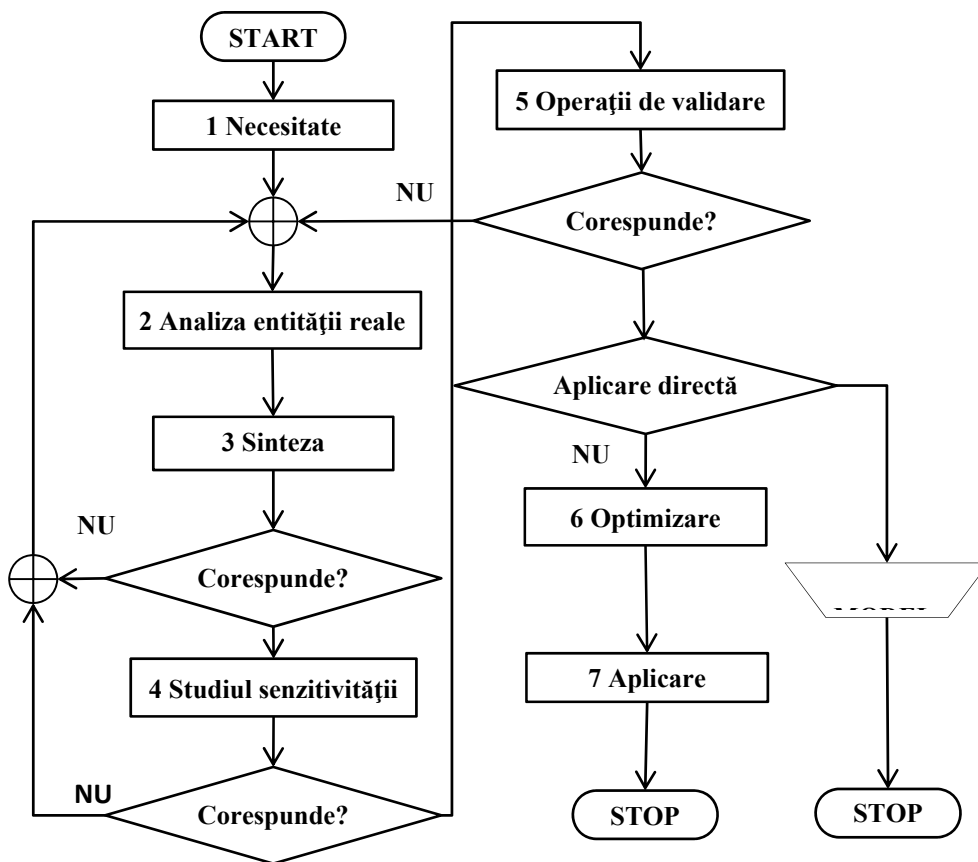 START
1 Necesitate
2 Analiza entităţii reale
3 Sinteza
NU
Corespunde?
4 Studiul senzitivităţii
NU
Corespunde?
5 Operaţii de validare
NU
Corespunde?
Aplicare directă
NU
6 Optimizare
7 Aplicare
STOP
STOP